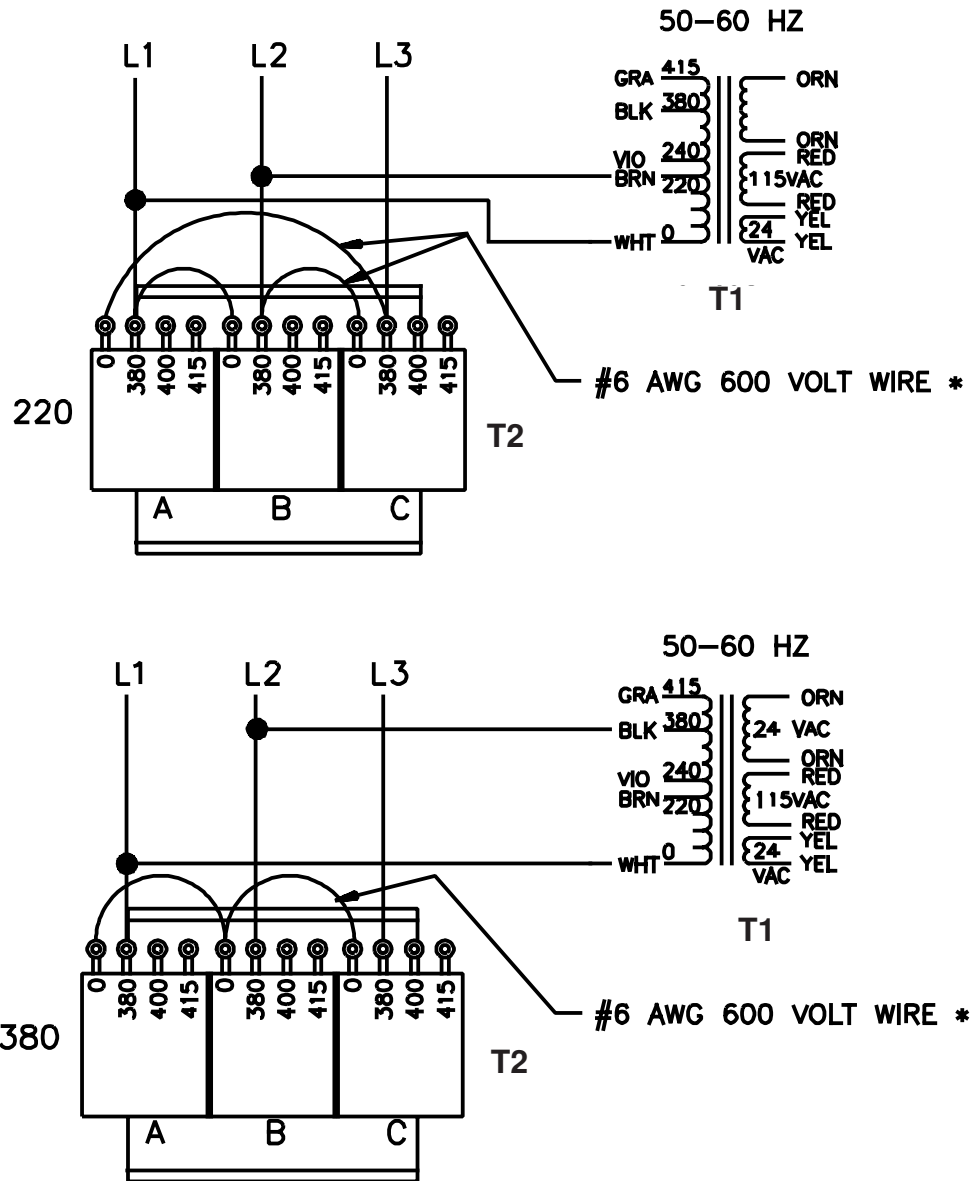 50-60 HZ
L1 L2 L3
GRA 415 ORN
BLK 380
ORN
VIO 240 RED
BRN 220 115VAC
RED
YEL
WHT 0 24 YEL
VAC
T1
0 380 400 415 0 380 400 415 0 380 400 415
#6 AWG 600 VOLT WIRE *
220
T2
A B C
50-60 HZ
L1 L2 L3
GRA 415 ORN
BLK 380 24 VAC
ORN
VIO 240 RED
BRN 220 115VAC
RED
YEL
WHT 0 24 YEL
VAC
T1
0 380 400 415 0 380 400 415 0 380 400 415
#6 AWG 600 VOLT WIRE *
380
T2
A B C